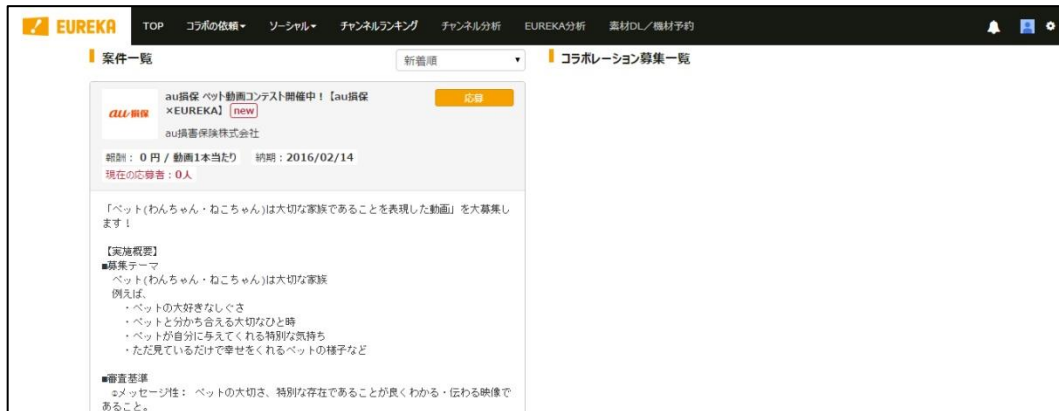 EUREKA TOP コラボの依頼 ソーシャル チャンネルランキング チャンネル分析 EUREKA分析 素材DL／機材予約
案件一覧
新着順
コラボレーション募集一覧
au損保
au損保 ペット動画コンテスト開催中！【au損保
×EUREKA】 new
応募
au損害保険株式会社
報酬： 0 円 / 動画1本当たり 納期：2016/02/14
現在の応募者：0人
「ペット(わんちゃん・ねこちゃん)は大切な家族であることを表現した動画」を大募集し
ます！
【実施概要】
■募集テーマ
ペット(わんちゃん・ねこちゃん)は大切な家族
例えば、
・ペットの大好きなしぐさ
・ペットと分かち合える大切なひと時
・ペットが自分に与えてくれる特別な気持ち
・ただ見ているだけで幸せをくれるペットの様子など
■審査基準
メッセージ性： ペットの大切さ、特別な存在であることが良くわかる・伝わる映像で
あること。